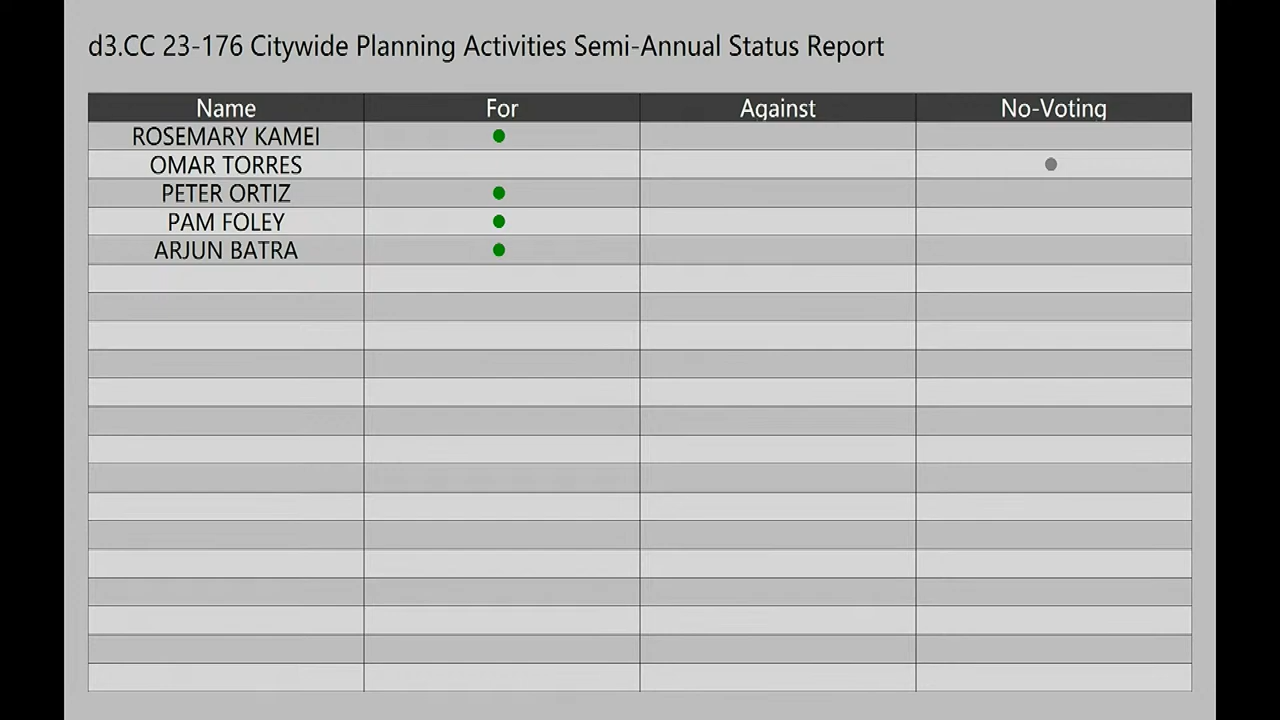 d3.CC 23-176 Citywide Planning Activities Semi-Annual Status Report
Name For Against No-Voting
ROSEMARY KAMEI
OMAR TORRES
PETER ORTIZ
PAM FOLEY
ARJUN BATRA